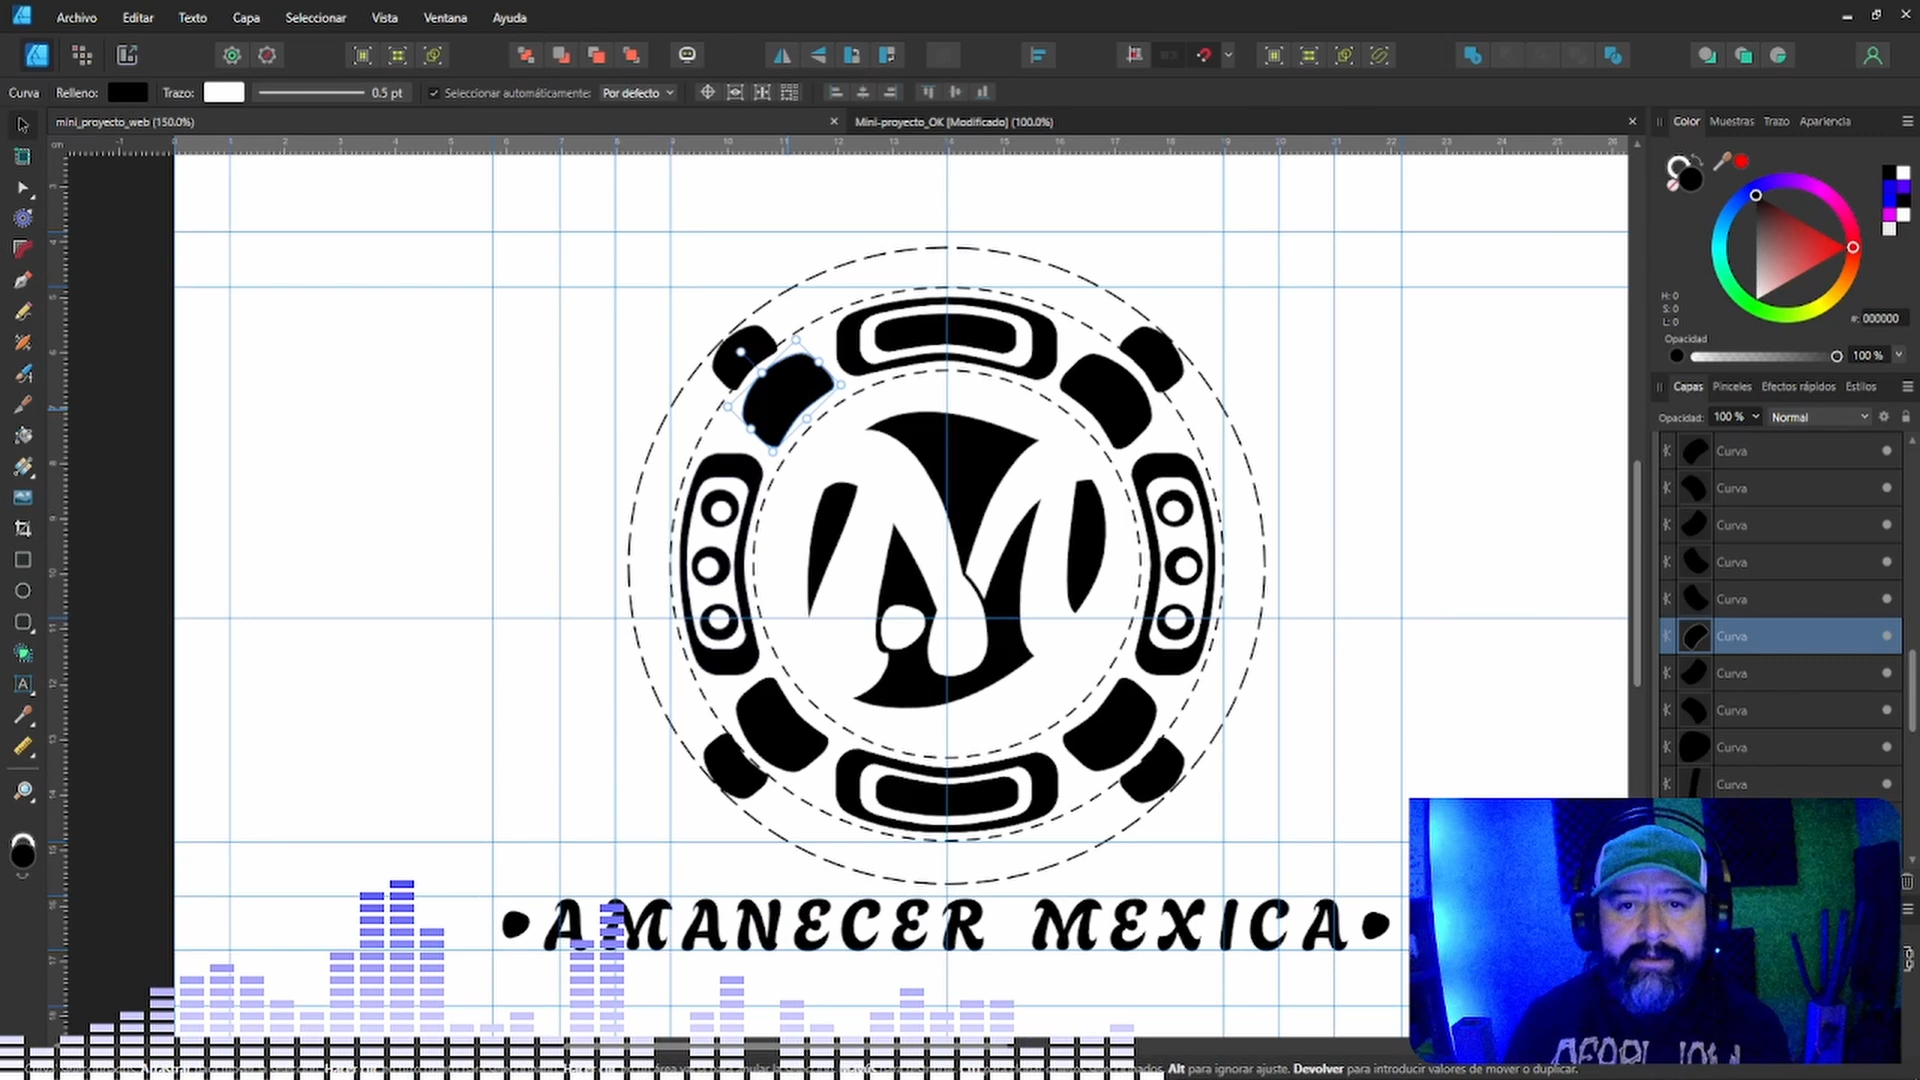 Archivo Editar Texto Capa Seleccionar Vista Ventana Ayuda
Curva Relleno: Trazo: 0.5 pt Seleccionar automáticamente: Por defecto
mini_proyecto_web (150.0%) × Mini-proyecto_OK [Modificado] (100.0%) ×
Color Muestras Trazo Apariencia
H: 0
S: 0
L: 0
#: 000000
Opacidad
100 %
Capas Pinceles Efectos rápidos Estilos
Opacidad: 100 % Normal
Curva
Curva
Curva
Curva
Curva
Curva
Curva
Curva
Curva
Curva
•AMANECER MEXICA•
Alt para ignorar ajuste. Devolver para introducir valores de mover o duplicar.